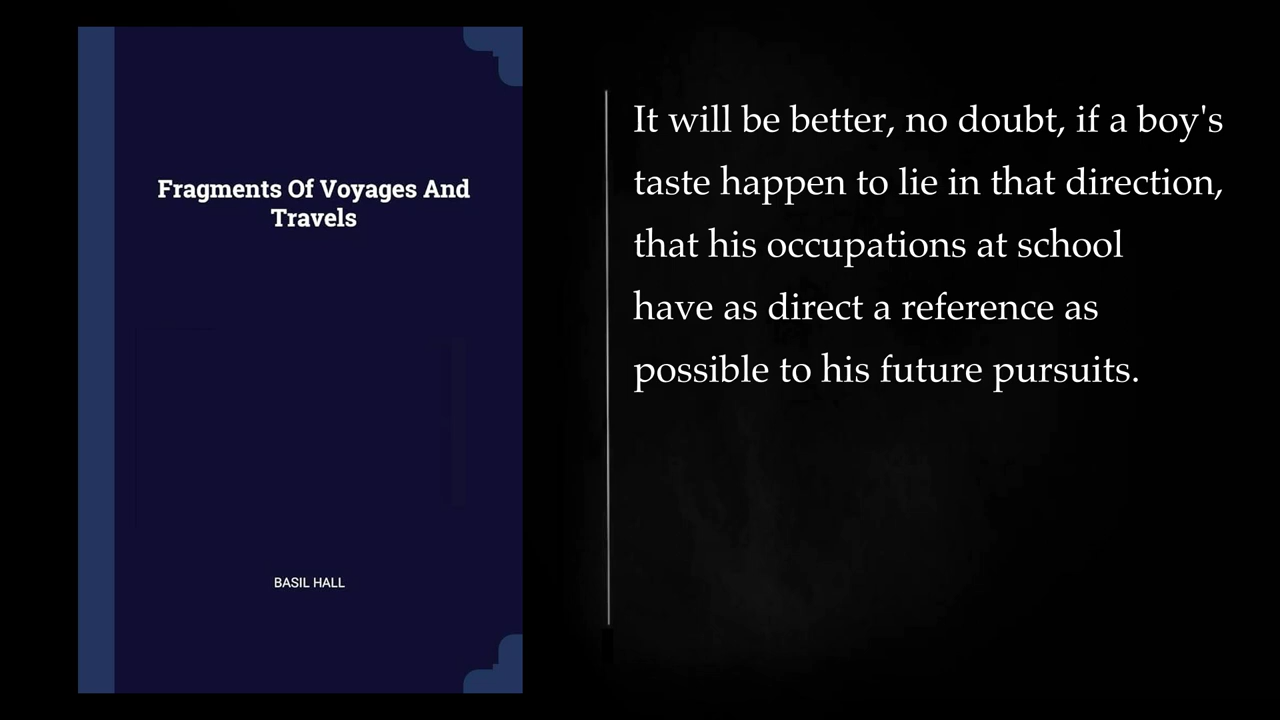 Fragments Of Voyages And
Travels
BASIL HALL
It will be better, no doubt, if a boy's
taste happen to lie in that direction,
that his occupations at school
have as direct a reference as
possible to his future pursuits.